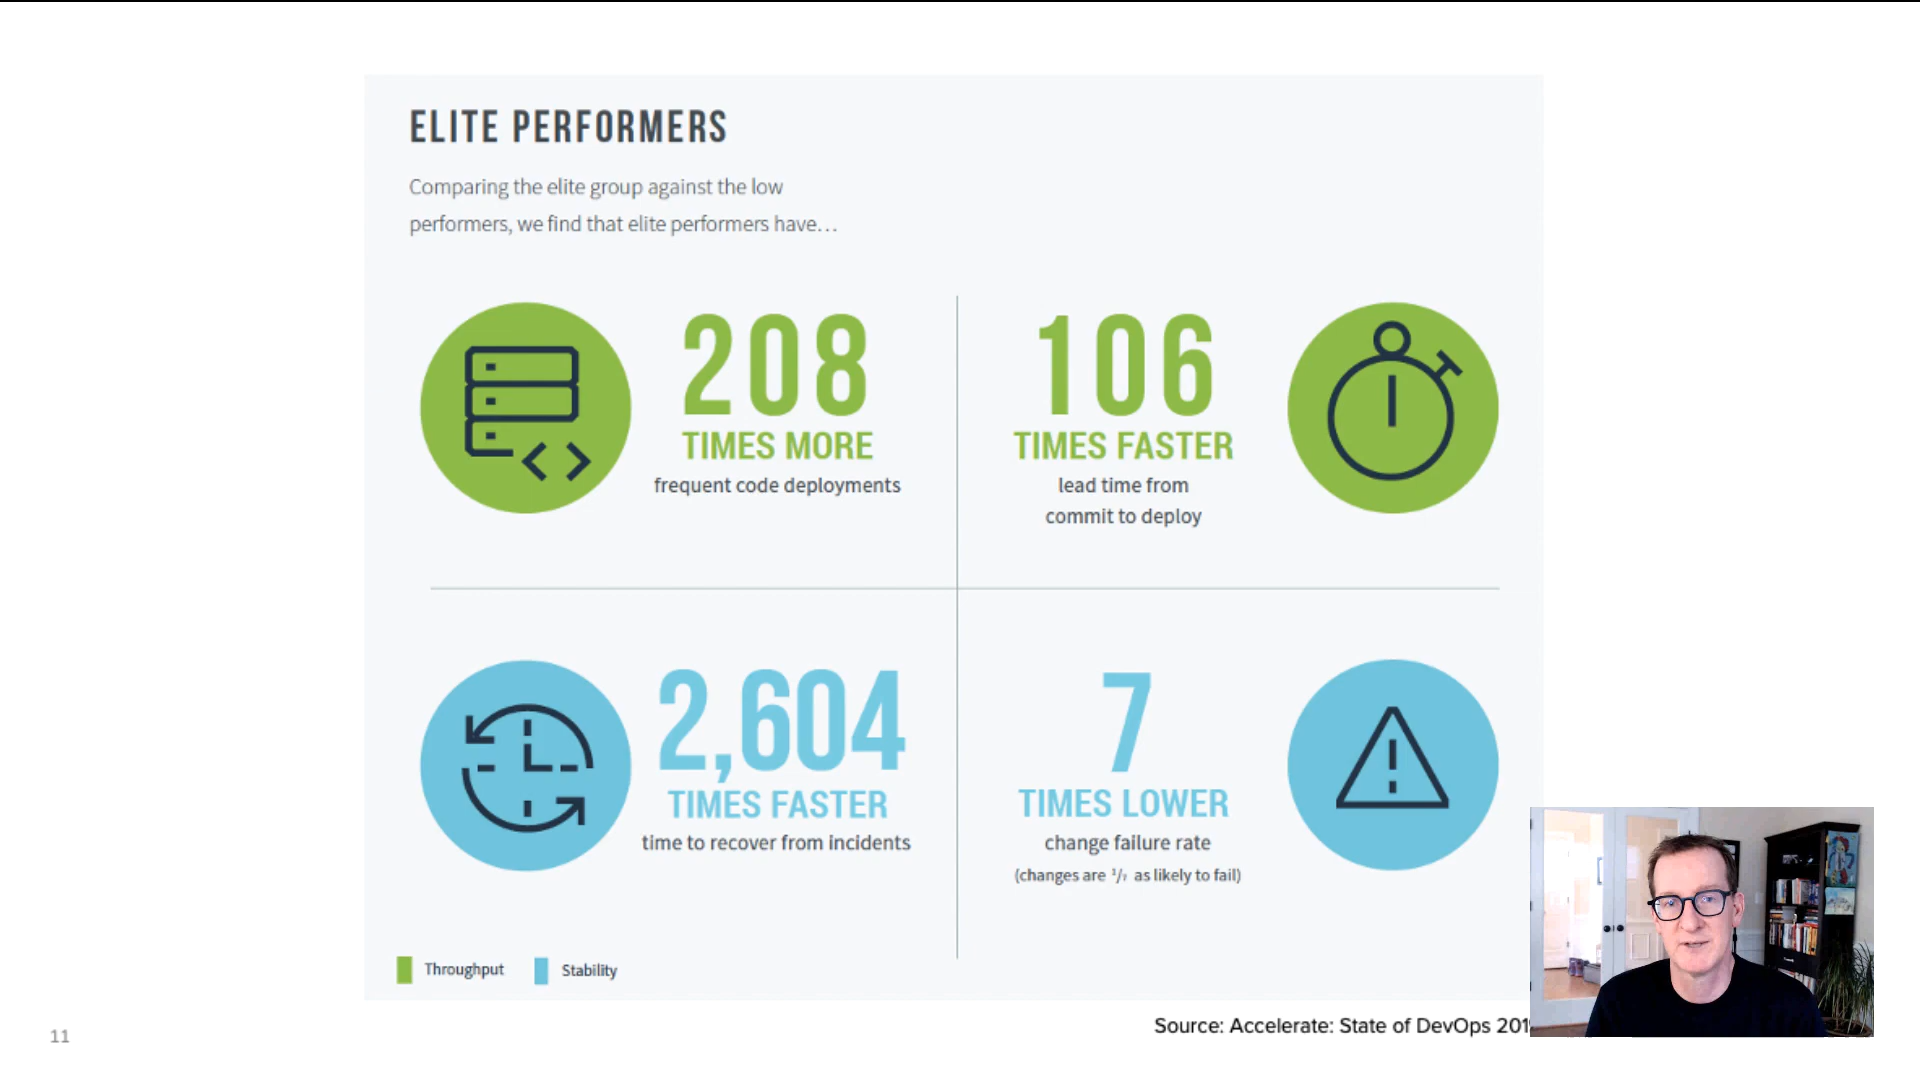 ELITE PERFORMERS
Comparing the elite group against the low
performers, we find that elite performers have…
208
TIMES MORE
frequent code deployments
106
TIMES FASTER
lead time from
commit to deploy
2,604
TIMES FASTER
time to recover from incidents
7
TIMES LOWER
change failure rate
(changes are 1/7 as likely to fail)
Throughput
Stability
Source: Accelerate: State of DevOps
11